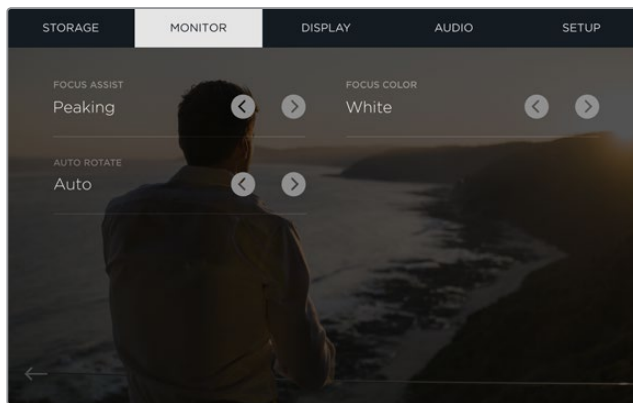 STORAGE MONITOR DISPLAY AUDIO SETUP
FOCUS ASSIST FOCUS COLOR
Peaking White
AUTO ROTATE
Auto